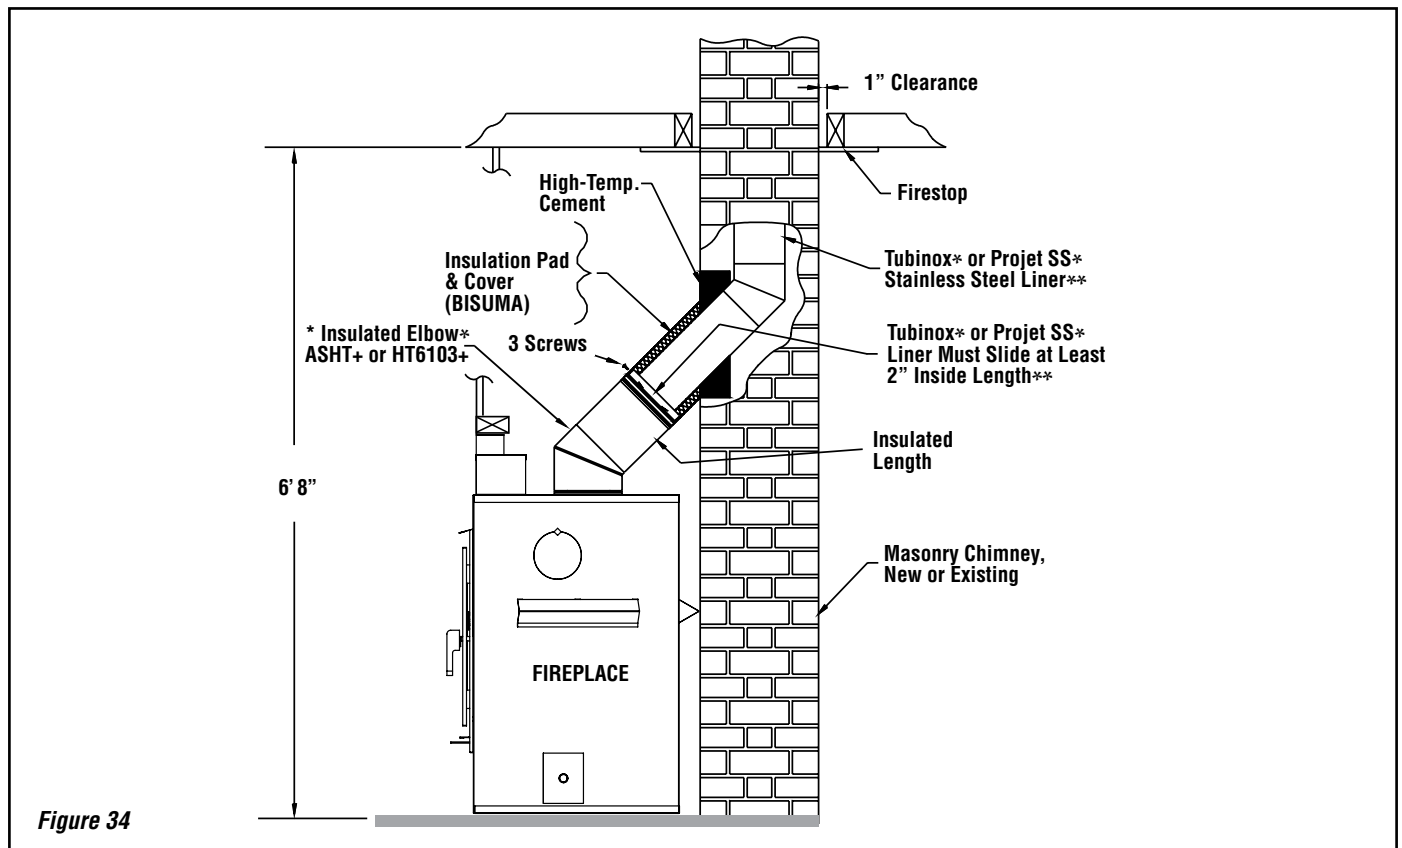 1” Clearance
Firestop
High-Temp.
Cement
Tubinox* or Projet SS*
Stainless Steel Liner**
Insulation Pad
& Cover
(BISUMA)
* Insulated Elbow*
ASHT+ or HT6103+
3 Screws
Tubinox* or Projet SS*
Liner Must Slide at Least
2” Inside Length**
Insulated
Length
6’ 8”
Masonry Chimney,
New or Existing
FIREPLACE
Figure 34